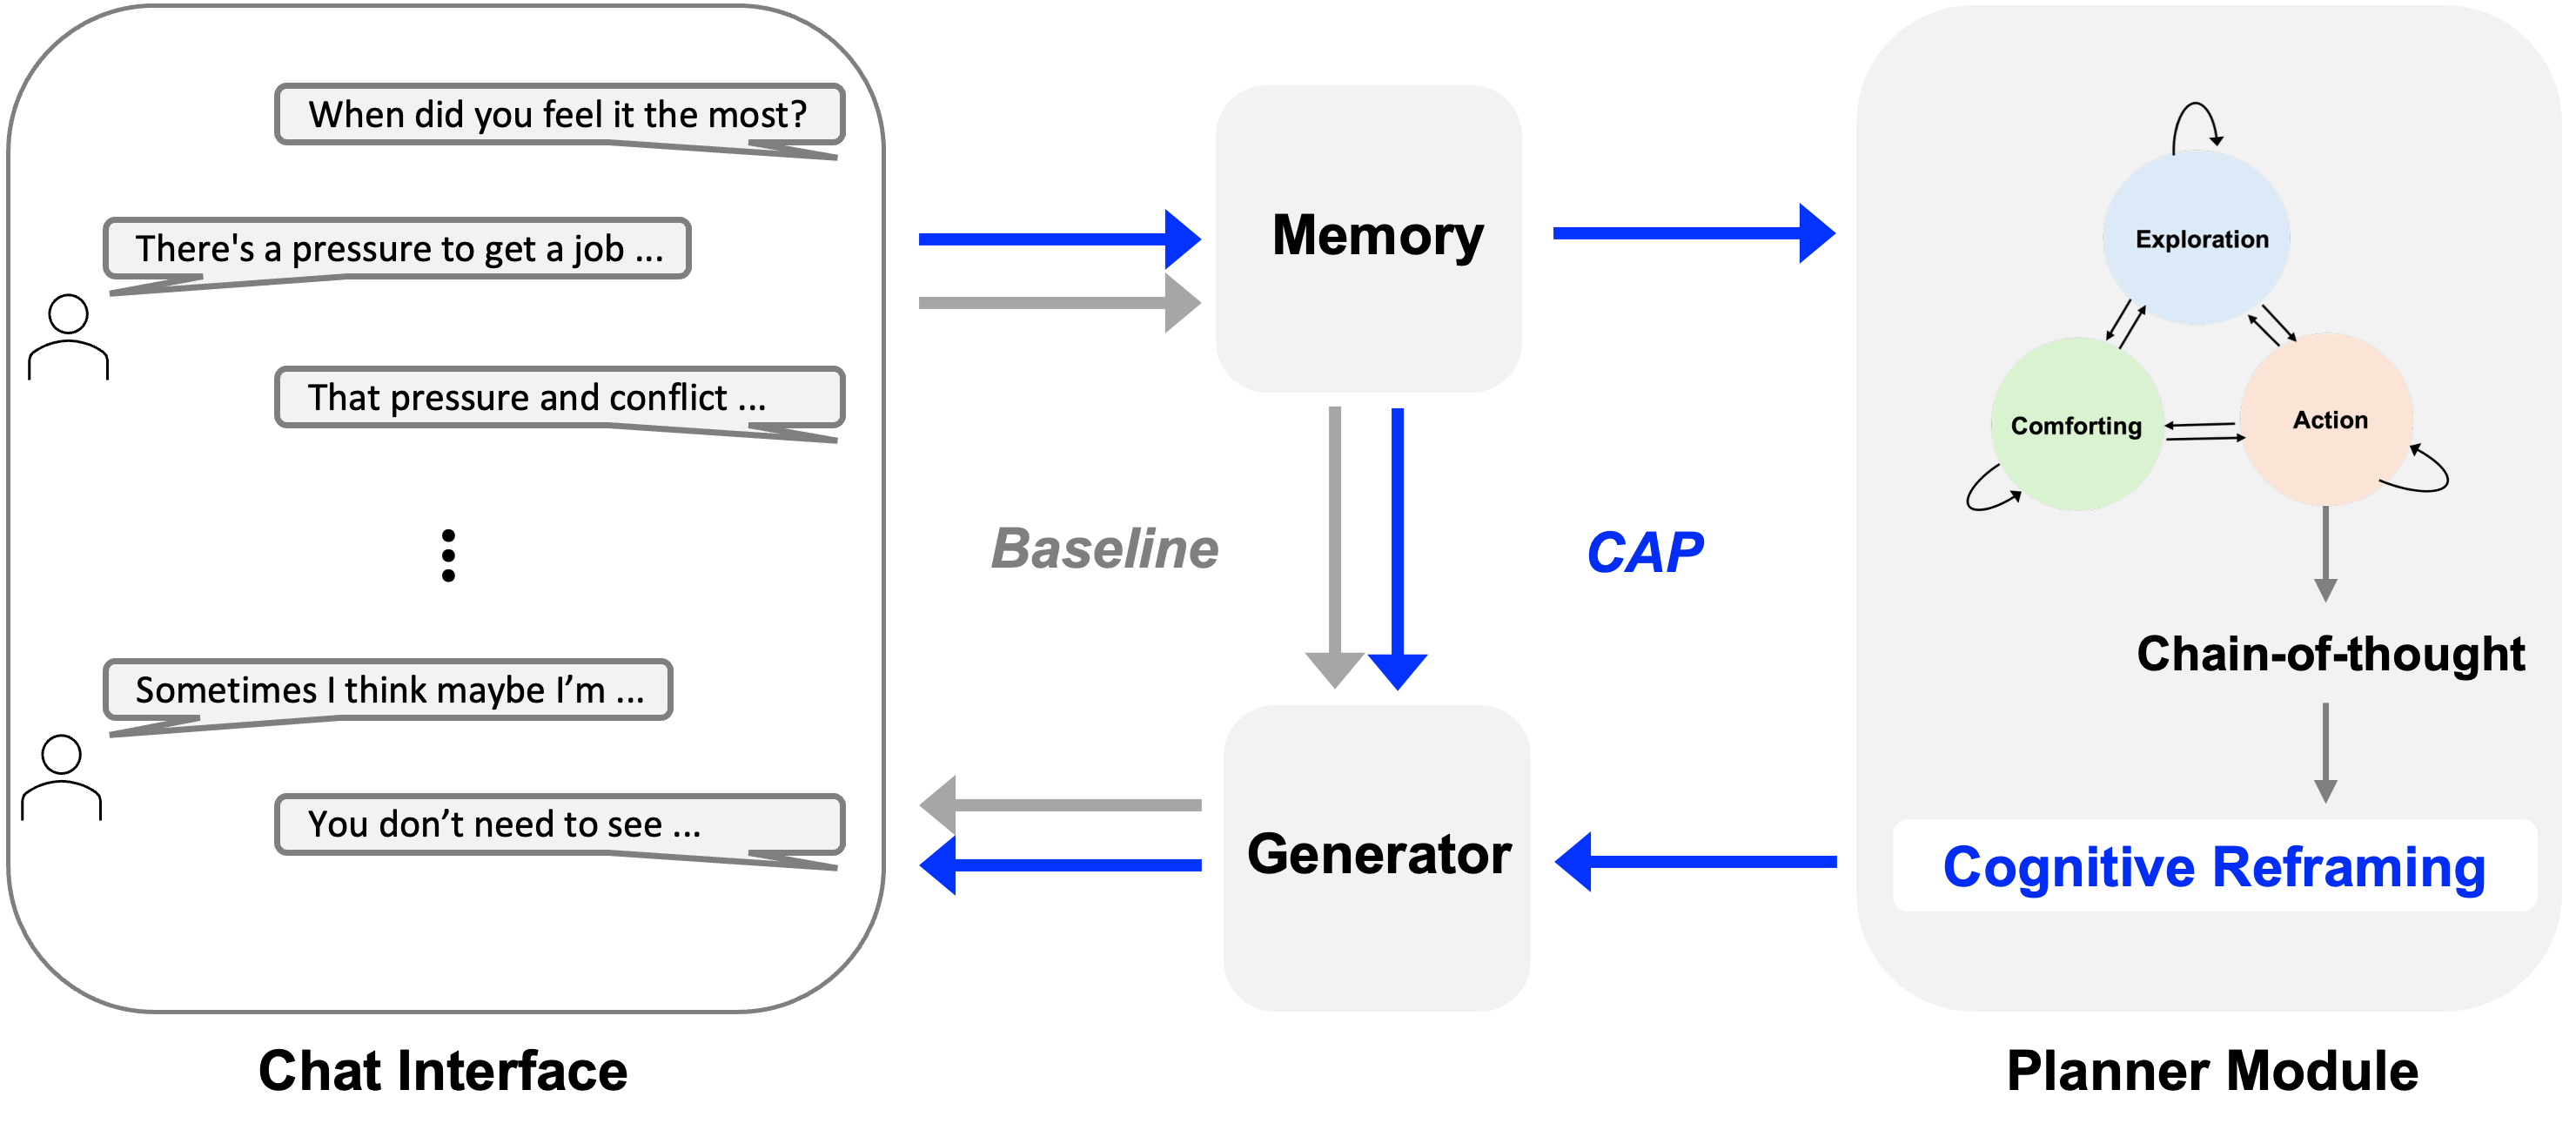 When did you feel it the most?
There's a pressure to get a job ...
That pressure and conflict ...
Sometimes I think maybe I’m ...
You don’t need to see ...
Chat Interface
Memory
Baseline
CAP
Generator
Exploration
Comforting
Action
Chain-of-thought
Cognitive Reframing
Planner Module